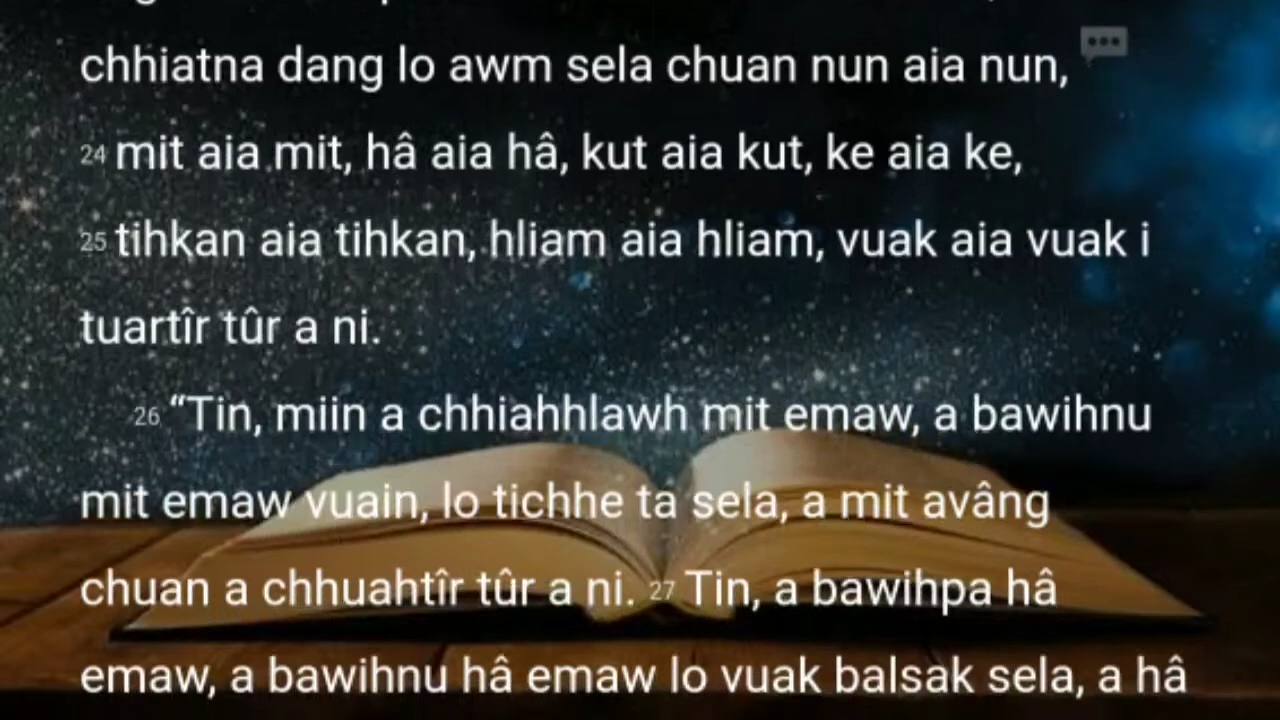 chhiatna dang lo awm sela chuan nun aia nun,
24 mit aia mit, hâ aia hâ, kut aia kut, ke aia ke,
25 tihkan aia tihkan, hliam aia hliam, vuak aia vuak i
tuartîr tûr a ni.
26 “Tin, miin a chhiahhlawh mit emaw, a bawihnu
mit emaw vuain, lo tichhe ta sela, a mit avâng
chuan a chhuahtîr tûr a ni. 27 Tin, a bawihpa hâ
emaw, a bawihnu hâ emaw lo vuak balsak sela, a hâ